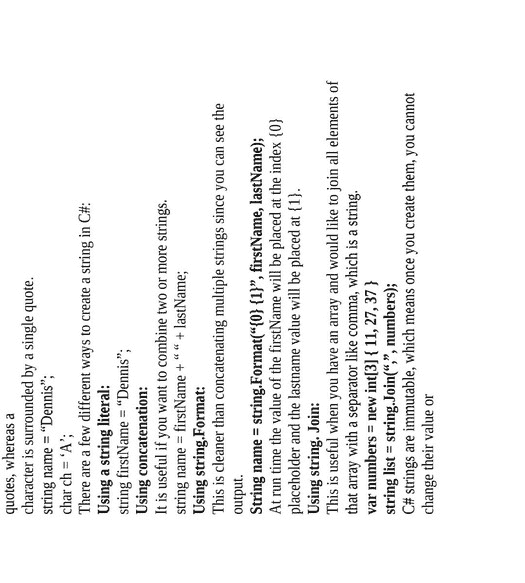 quotes, whereas a
character is surrounded by a single quote.
string name = “Dennis”;
char ch = ‘A’;
There are a few different ways to create a string in C#:
Using a string literal:
string firstName = “Dennis”;
Using concatenation:
It is useful if you want to combine two or more strings.
string name = firstName + “ “ + lastName;
Using string.Format:
This is cleaner than concatenating multiple strings since you can see the
output.
String name = string.Format(“{0} {1}”, firstName, lastName);
At run time the value of the firstName will be placed at the index {0}
placeholder and the lastname value will be placed at {1}.
Using string. Join:
This is useful when you have an array and would like to join all elements of
that array with a separator like comma, which is a string.
var numbers = new int[3] { 11, 27, 37 }
string list = string.Join(“,”, numbers);
C# strings are immutable, which means once you create them, you cannot
change their value or